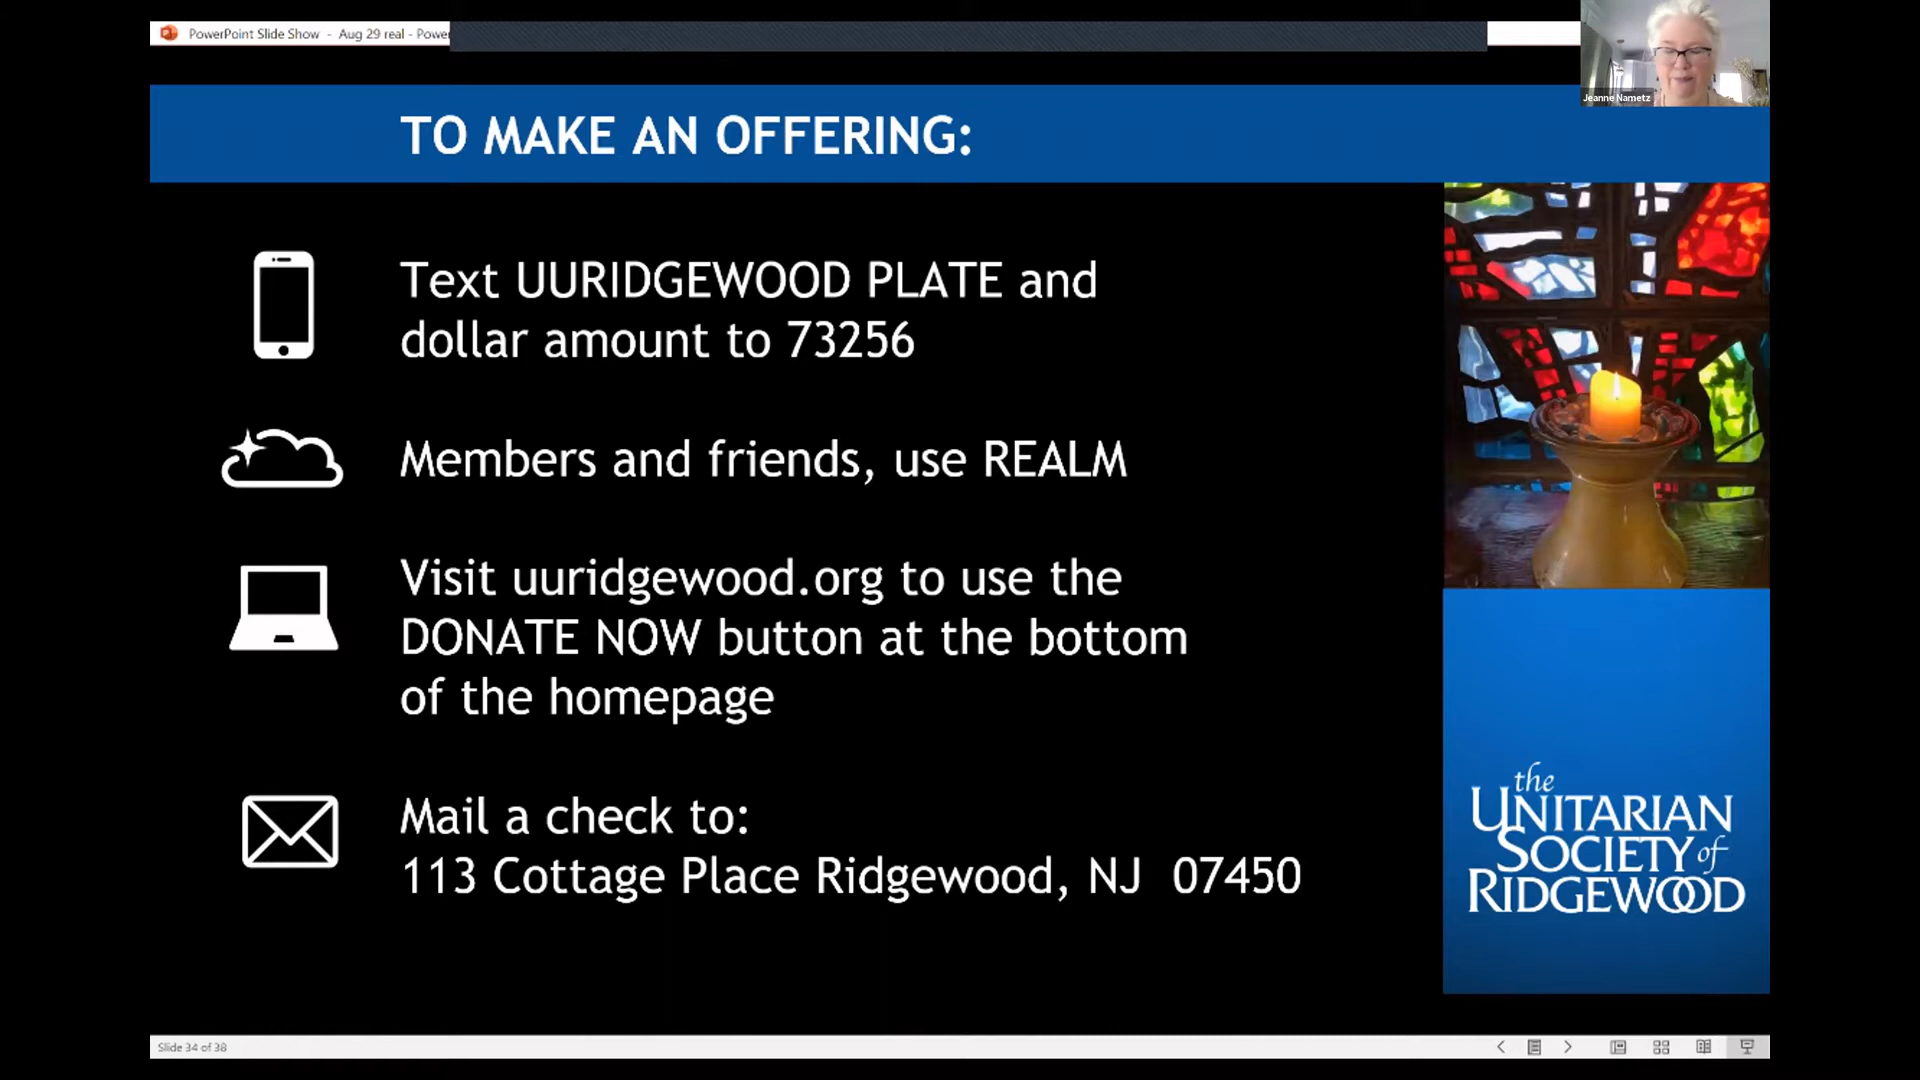 PowerPoint Slide Show - Aug 29 real - Power
Jeanne Nametz
TO MAKE AN OFFERING:
Text UURIDGEWOOD PLATE and
dollar amount to 73256
Members and friends, use REALM
Visit uuridgewood.org to use the
DONATE NOW button at the bottom
of the homepage
Mail a check to:
113 Cottage Place Ridgewood, NJ 07450
the
UNITARIAN
SOCIETY of
RIDGEWOOD
Slide 34 of 38